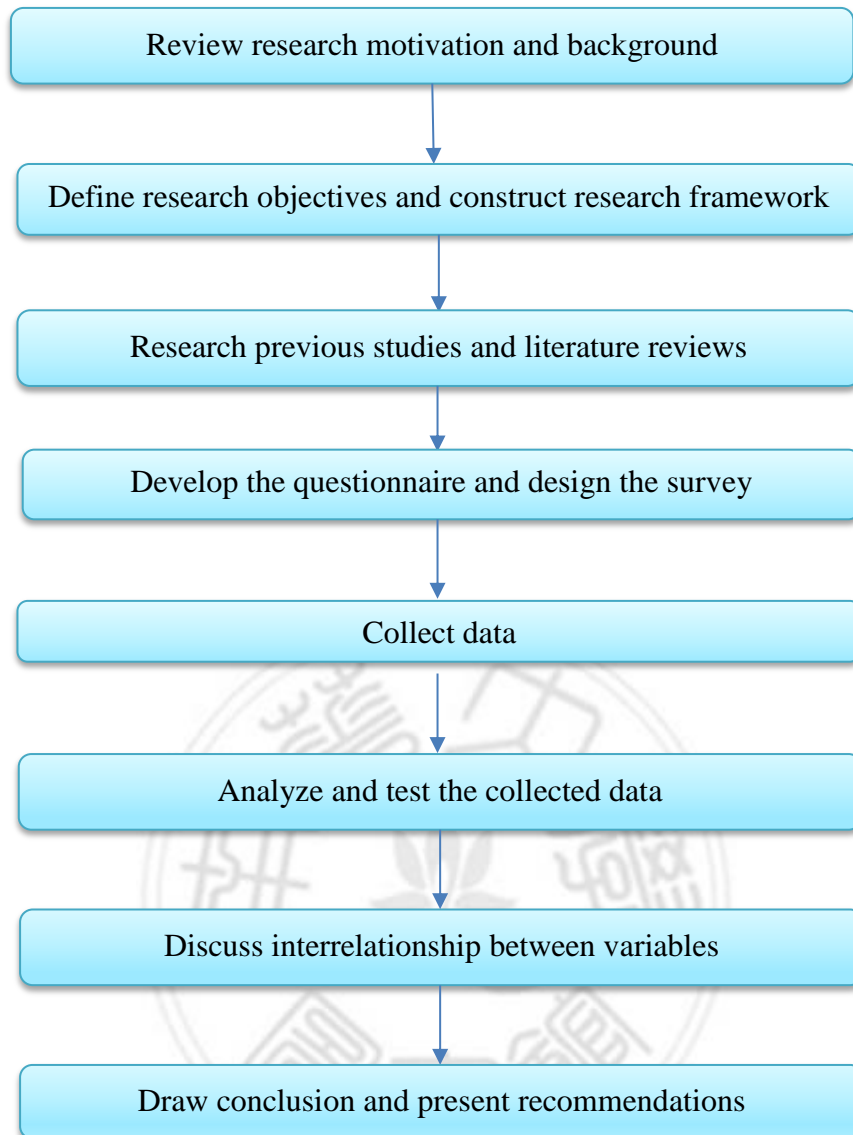 Review research motivation and background
Define research objectives and construct research framework
Research previous studies and literature reviews
Develop the questionnaire and design the survey
Collect data
Analyze and test the collected data
Discuss interrelationship between variables
Draw conclusion and present recommendations